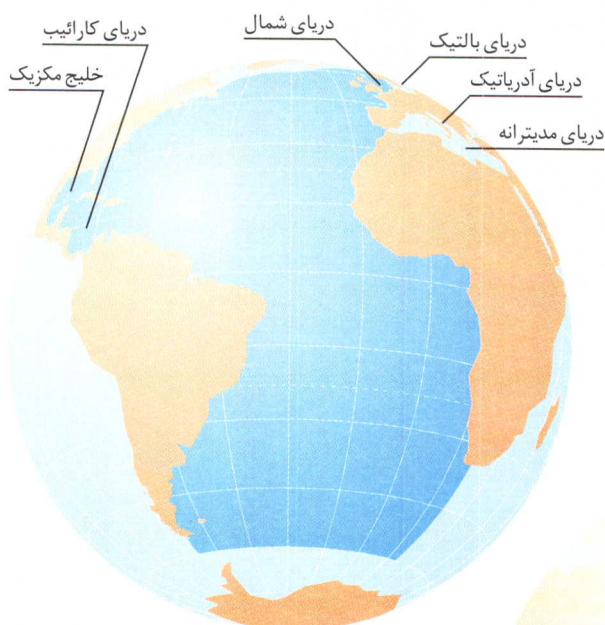 دریای کارائیب
خلیج مکزیک
دریای شمال
دریای بالتیک
دریای آدریاتیک
دریای مدیترانه